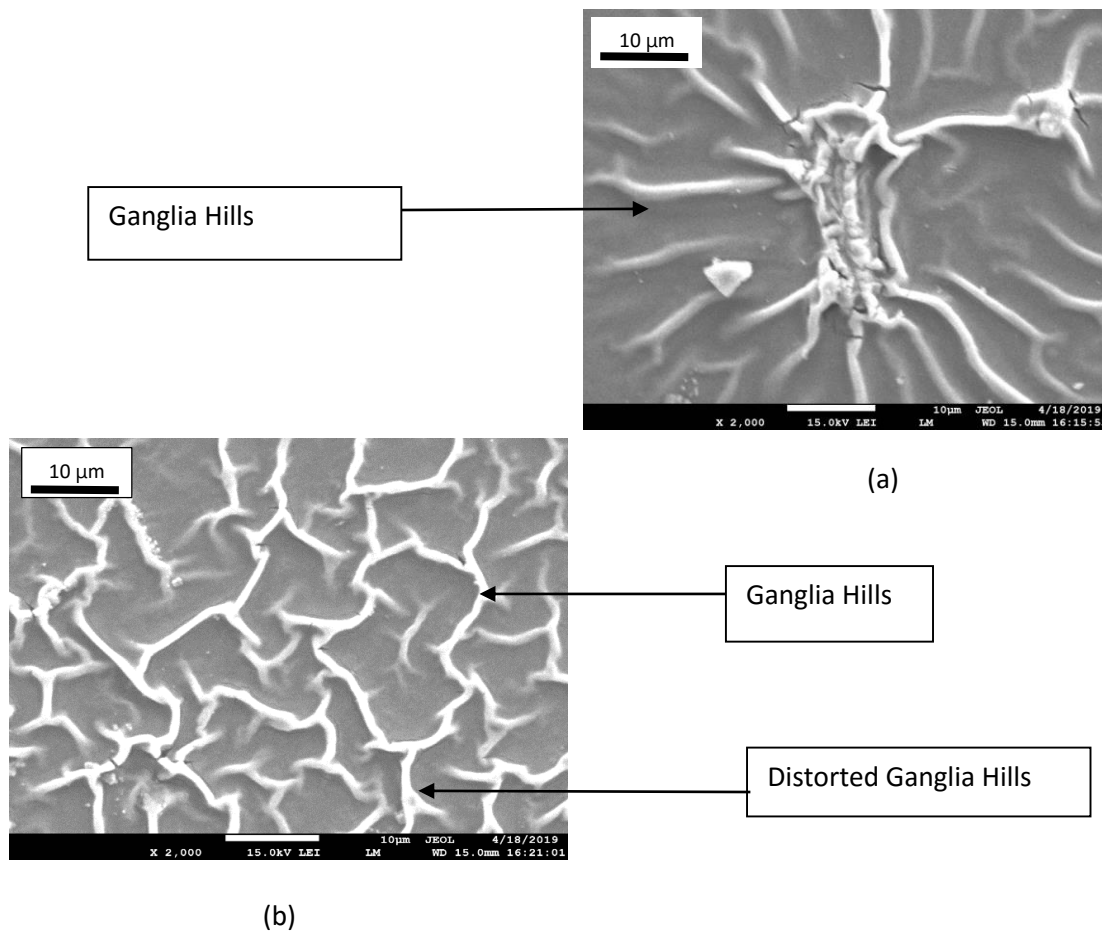 10 µm
Ganglia Hills
10µm JEOL 4/18/2019
X 2,000 15.0kV LEI LM WD 15.0mm 16:15:5
(a)
10 µm
Ganglia Hills
Distorted Ganglia Hills
10µm JEOL 4/18/2019
X 2,000 15.0kV LEI LM WD 15.0mm 16:21:01
(b)